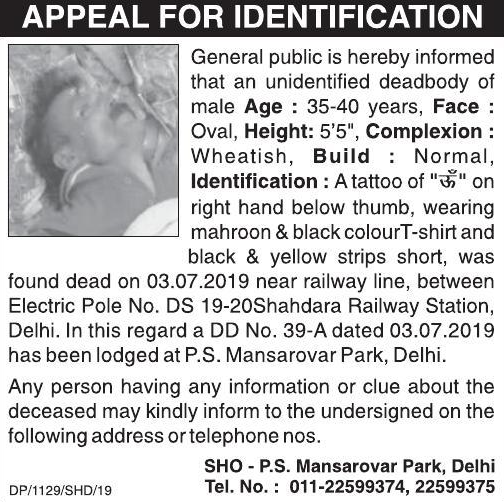 APPEAL FOR IDENTIFICATION
General public is hereby informed
that an unidentified deadbody of
male Age : 35-40 years, Face :
Oval, Height: 5'5", Complexion :
Wheatish, Build : Normal,
Identification : A tattoo of "ऊँ" on
right hand below thumb, wearing
mahroon & black colourT-shirt and
black & yellow strips short, was
found dead on 03.07.2019 near railway line, between
Electric Pole No. DS 19-20Shahdara Railway Station,
Delhi. In this regard a DD No. 39-A dated 03.07.2019
has been lodged at P.S. Mansarovar Park, Delhi.
Any person having any information or clue about the
deceased may kindly inform to the undersigned on the
following address or telephone nos.
SHO - P.S. Mansarovar Park, Delhi
DP/1129/SHD/19 Tel. No. : 011-22599374, 22599375